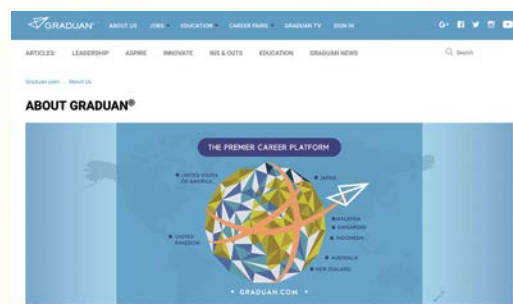 GRADUAN® ABOUT US JOBS EDUCATION CAREER FAIRS GRADUAN TV SIGN IN
ARTICLES: LEADERSHIP ASPIRE INNOVATE INS & OUTS EDUCATION GRADUAN NEWS Search
About Us
ABOUT GRADUAN®
THE PREMIER CAREER PLATFORM
UNITED STATES
OF AMERICA
JAPAN
MALAYSIA
SINGAPORE
INDONESIA
UNITED
KINGDOM
AUSTRALIA
NEW ZEALAND
• GRADUAN.COM •